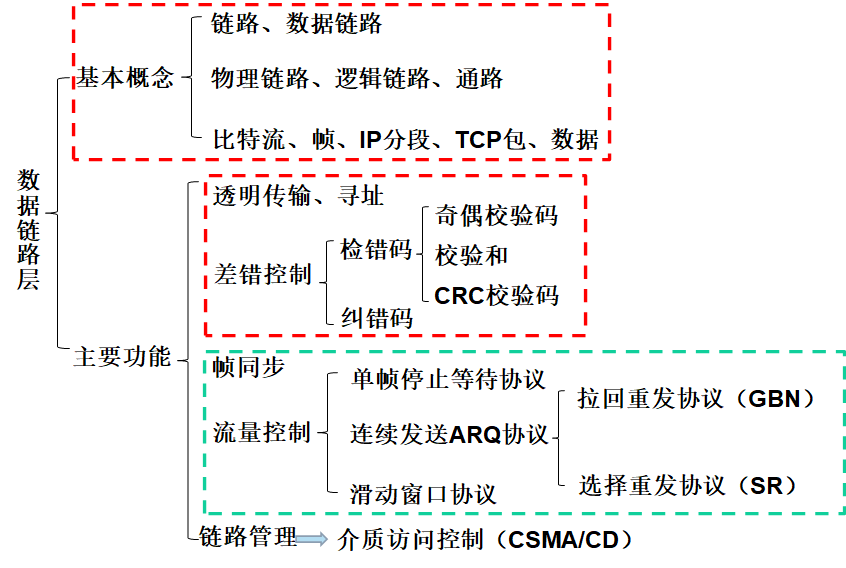 链路、数据链路
基本概念
物理链路、逻辑链路、通路
比特流、帧、IP分段、TCP包、数据
数据链路层
透明传输、寻址
奇偶校验码
检错码
校验和
差错控制
CRC校验码
纠错码
主要功能
帧同步
单帧停止等待协议
拉回重发协议（GBN）
流量控制
连续发送ARQ协议
滑动窗口协议
选择重发协议（SR）
链路管理
介质访问控制（CSMA/CD）